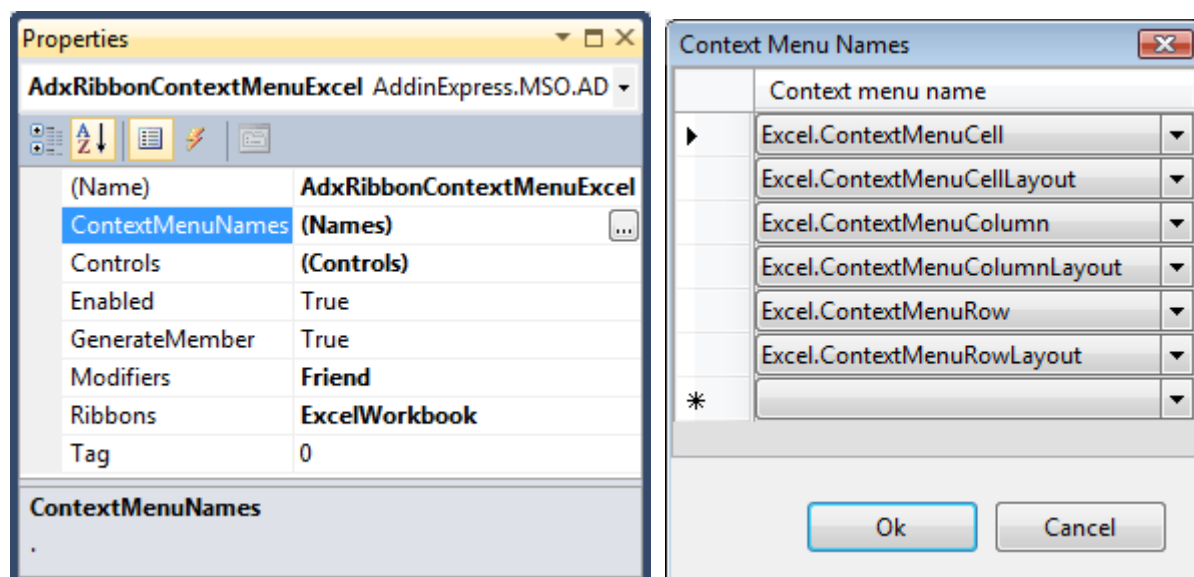 Properties
AdxRibbonContextMenuExcel AddinExpress.MSO.AD
(Name) AdxRibbonContextMenuExcel
ContextMenuNames (Names) ...
Controls (Controls)
Enabled True
GenerateMember True
Modifiers Friend
Ribbons ExcelWorkbook
Tag 0
ContextMenuNames
.
Context Menu Names
Context menu name
Excel.ContextMenuCell
Excel.ContextMenuCellLayout
Excel.ContextMenuColumn
Excel.ContextMenuColumnLayout
Excel.ContextMenuRow
Excel.ContextMenuRowLayout
Ok Cancel